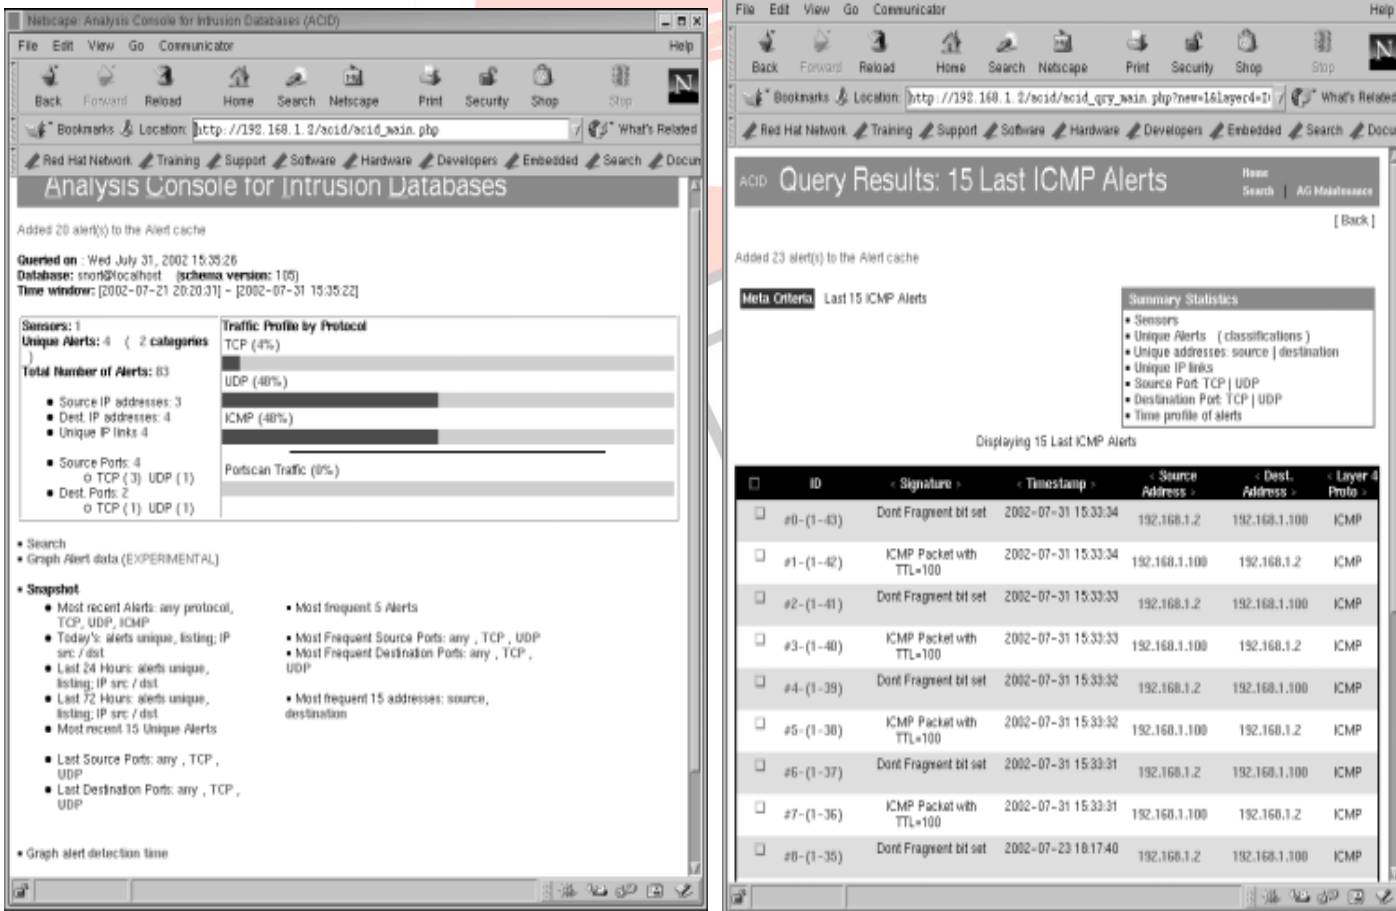 Netscape: Analysis Console for Intrusion Databases (ACID)
File Edit View Go Communicator Help
Back Forward Reload Home Search Netscape Print Security Shop Stop
Bookmarks Location: http://192.168.1.2/acid/acid_main.php What's Related
Red Hat Network Training Support Software Hardware Developers Embedded Search Docun
Analysis Console for Intrusion Databases
Added 20 alert(s) to the Alert cache
Queried on : Wed July 31, 2002 15:35:26
Database: snort@localhost (schema version: 105)
Time window: [2002-07-21 20:20:31] - [2002-07-31 15:35:22]
Sensors: 1
Unique Alerts: 4 ( 2 categories
)
Total Number of Alerts: 83
Source IP addresses: 3
Dest. IP addresses: 4
Unique IP links 4
Source Ports: 4
TCP ( 3) UDP ( 1)
Dest. Ports: 2
TCP ( 1) UDP ( 1)
Traffic Profile by Protocol
TCP (4%)
UDP (48%)
ICMP (48%)
Portscan Traffic (0%)
Search
Graph Alert data (EXPERIMENTAL)
Snapshot
Most recent Alerts: any protocol,
TCP, UDP, ICMP
Today's: alerts unique, listing; IP
src / dst
Last 24 Hours: alerts unique,
listing; IP src / dst
Last 72 Hours: alerts unique,
listing; IP src / dst
Most recent 15 Unique Alerts
Last Source Ports: any , TCP ,
UDP
Last Destination Ports: any , TCP ,
UDP
Most frequent 5 Alerts
Most Frequent Source Ports: any , TCP , UDP
Most Frequent Destination Ports: any , TCP ,
UDP
Most frequent 15 addresses: source,
destination
Graph alert detection time
File Edit View Go Communicator Help
Back Forward Reload Home Search Netscape Print Security Shop Stop
Bookmarks Location: http://192.168.1.2/acid/acid_qry_main.php?new=1&layer4=I What's Related
Red Hat Network Training Support Software Hardware Developers Embedded Search Docu
ACID Query Results: 15 Last ICMP Alerts
Home
Search | AG Maintenance
[ Back ]
Added 23 alert(s) to the Alert cache
Meta Criteria Last 15 ICMP Alerts
Summary Statistics
Sensors
Unique Alerts ( classifications )
Unique addresses: source | destination
Unique IP links
Source Port: TCP | UDP
Destination Port: TCP | UDP
Time profile of alerts
Displaying 15 Last ICMP Alerts
ID < Signature > < Timestamp > < Source Address > < Dest. Address > < Layer 4 Proto >
#0-(1-43) Dont Fragment bit set 2002-07-31 15:33:34 192.168.1.2 192.168.1.100 ICMP
#1-(1-42) ICMP Packet with TTL=100 2002-07-31 15:33:34 192.168.1.100 192.168.1.2 ICMP
#2-(1-41) Dont Fragment bit set 2002-07-31 15:33:33 192.168.1.2 192.168.1.100 ICMP
#3-(1-40) ICMP Packet with TTL=100 2002-07-31 15:33:33 192.168.1.100 192.168.1.2 ICMP
#4-(1-39) Dont Fragment bit set 2002-07-31 15:33:32 192.168.1.2 192.168.1.100 ICMP
#5-(1-38) ICMP Packet with TTL=100 2002-07-31 15:33:32 192.168.1.100 192.168.1.2 ICMP
#6-(1-37) Dont Fragment bit set 2002-07-31 15:33:31 192.168.1.2 192.168.1.100 ICMP
#7-(1-36) ICMP Packet with TTL=100 2002-07-31 15:33:31 192.168.1.100 192.168.1.2 ICMP
#8-(1-35) Dont Fragment bit set 2002-07-23 18:17:40 192.168.1.2 192.168.1.100 ICMP